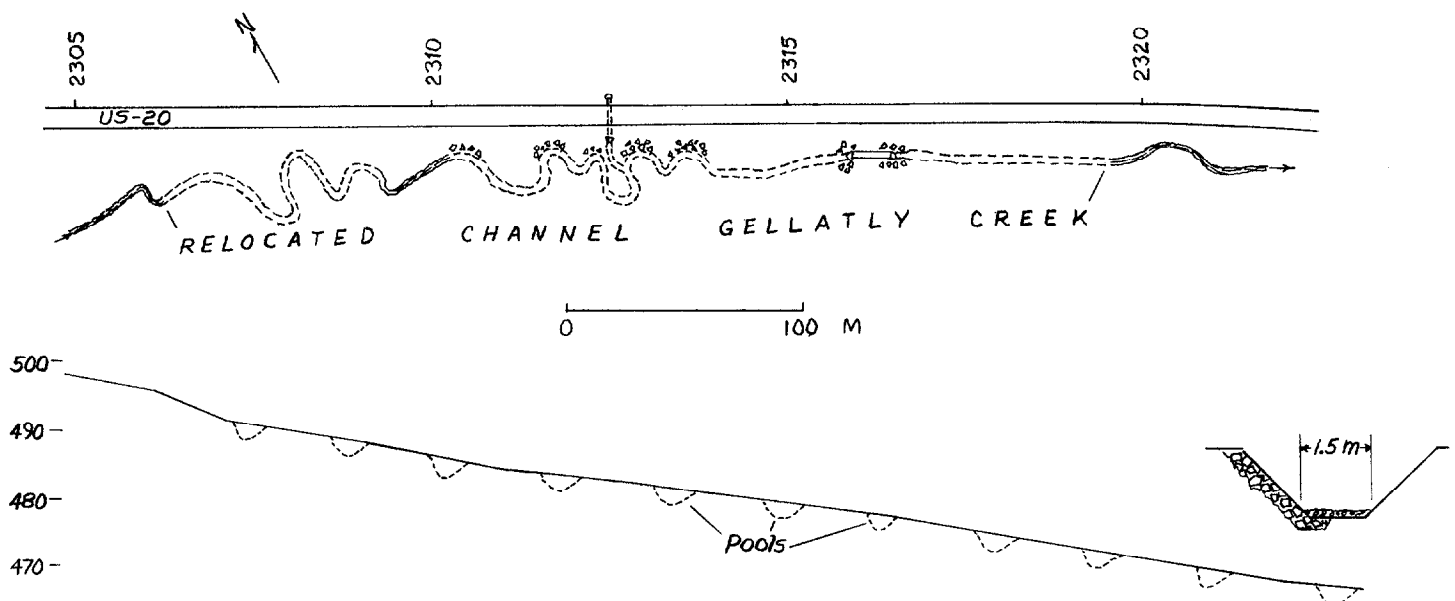 N
2305
2310
2315
2320
US-20
RELOCATED CHANNEL GELLATLY CREEK
0 100 M
500
490
480
470
Pools
1.5 m